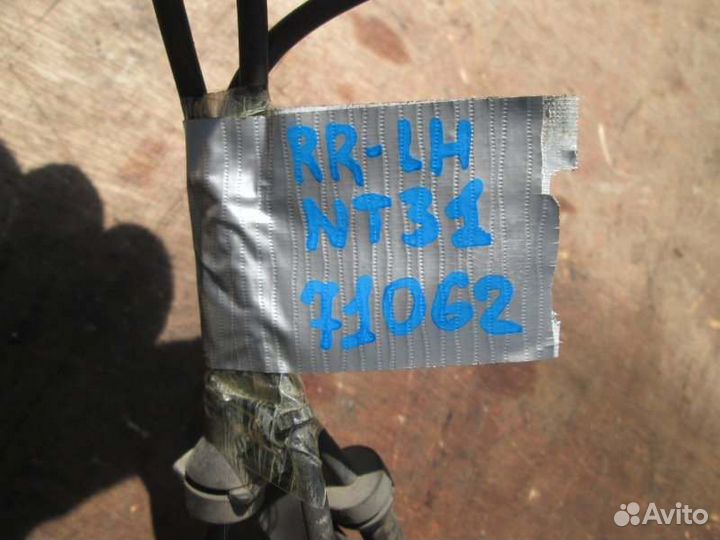 RR-LH
NT31
71062
Avito